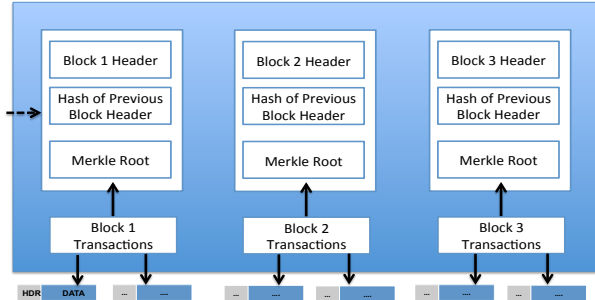 Block 1 Header
Hash of Previous
Block Header
Merkle Root
Block 1
Transactions
Block 2 Header
Hash of Previous
Block Header
Merkle Root
Block 2
Transactions
Block 3 Header
Hash of Previous
Block Header
Merkle Root
Block 3
Transactions
HDR DATA ... .... ... .... ... .... ... .... ... ....